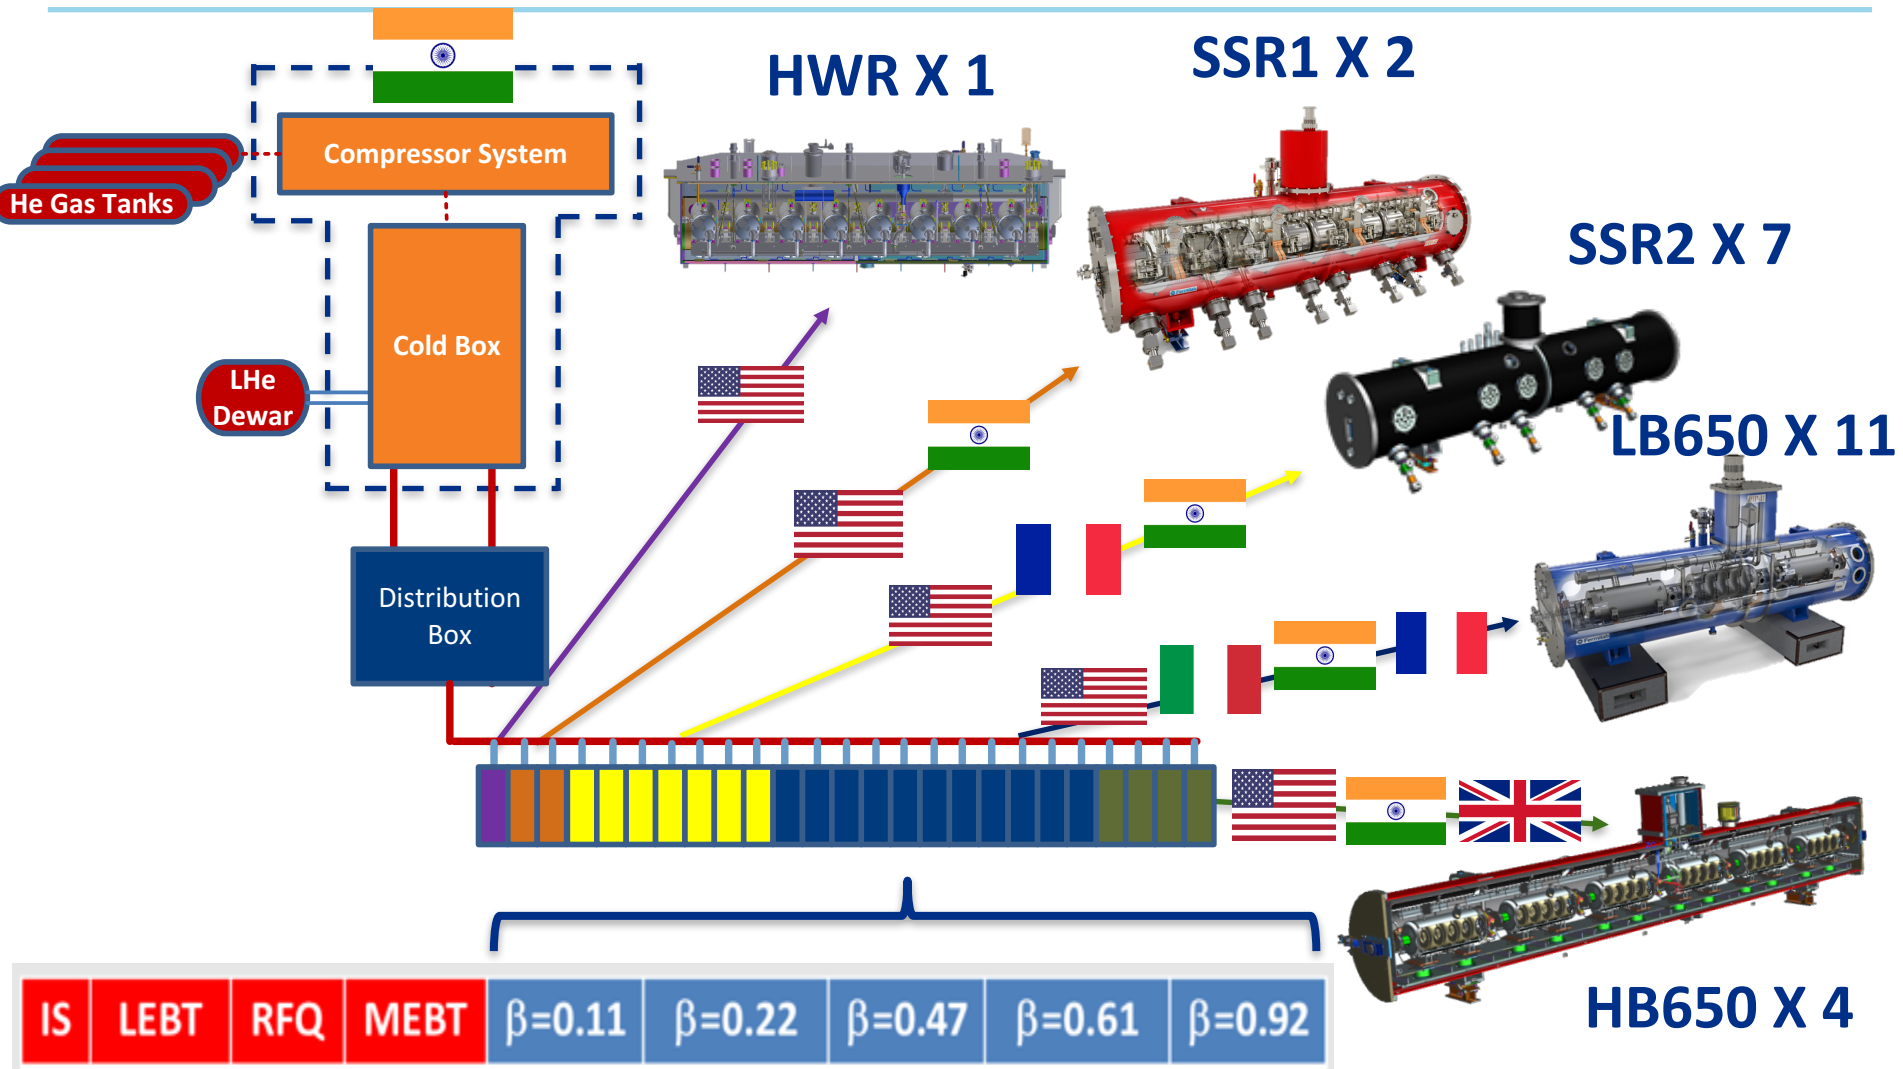 HWR X 1
SSR1 X 2
Compressor System
He Gas Tanks
SSR2 X 7
Cold Box
LHe
Dewar
LB650 X 11
Distribution
Box
HB650 X 4
IS
LEBT
RFQ
MEBT
β=0.11
β=0.22
β=0.47
β=0.61
β=0.92